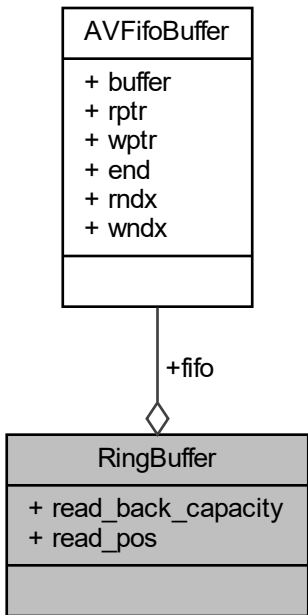 AVFifoBuffer
+ buffer
+ rptr
+ wptr
+ end
+ rndx
+ wndx
+fifo
RingBuffer
+ read_back_capacity
+ read_pos